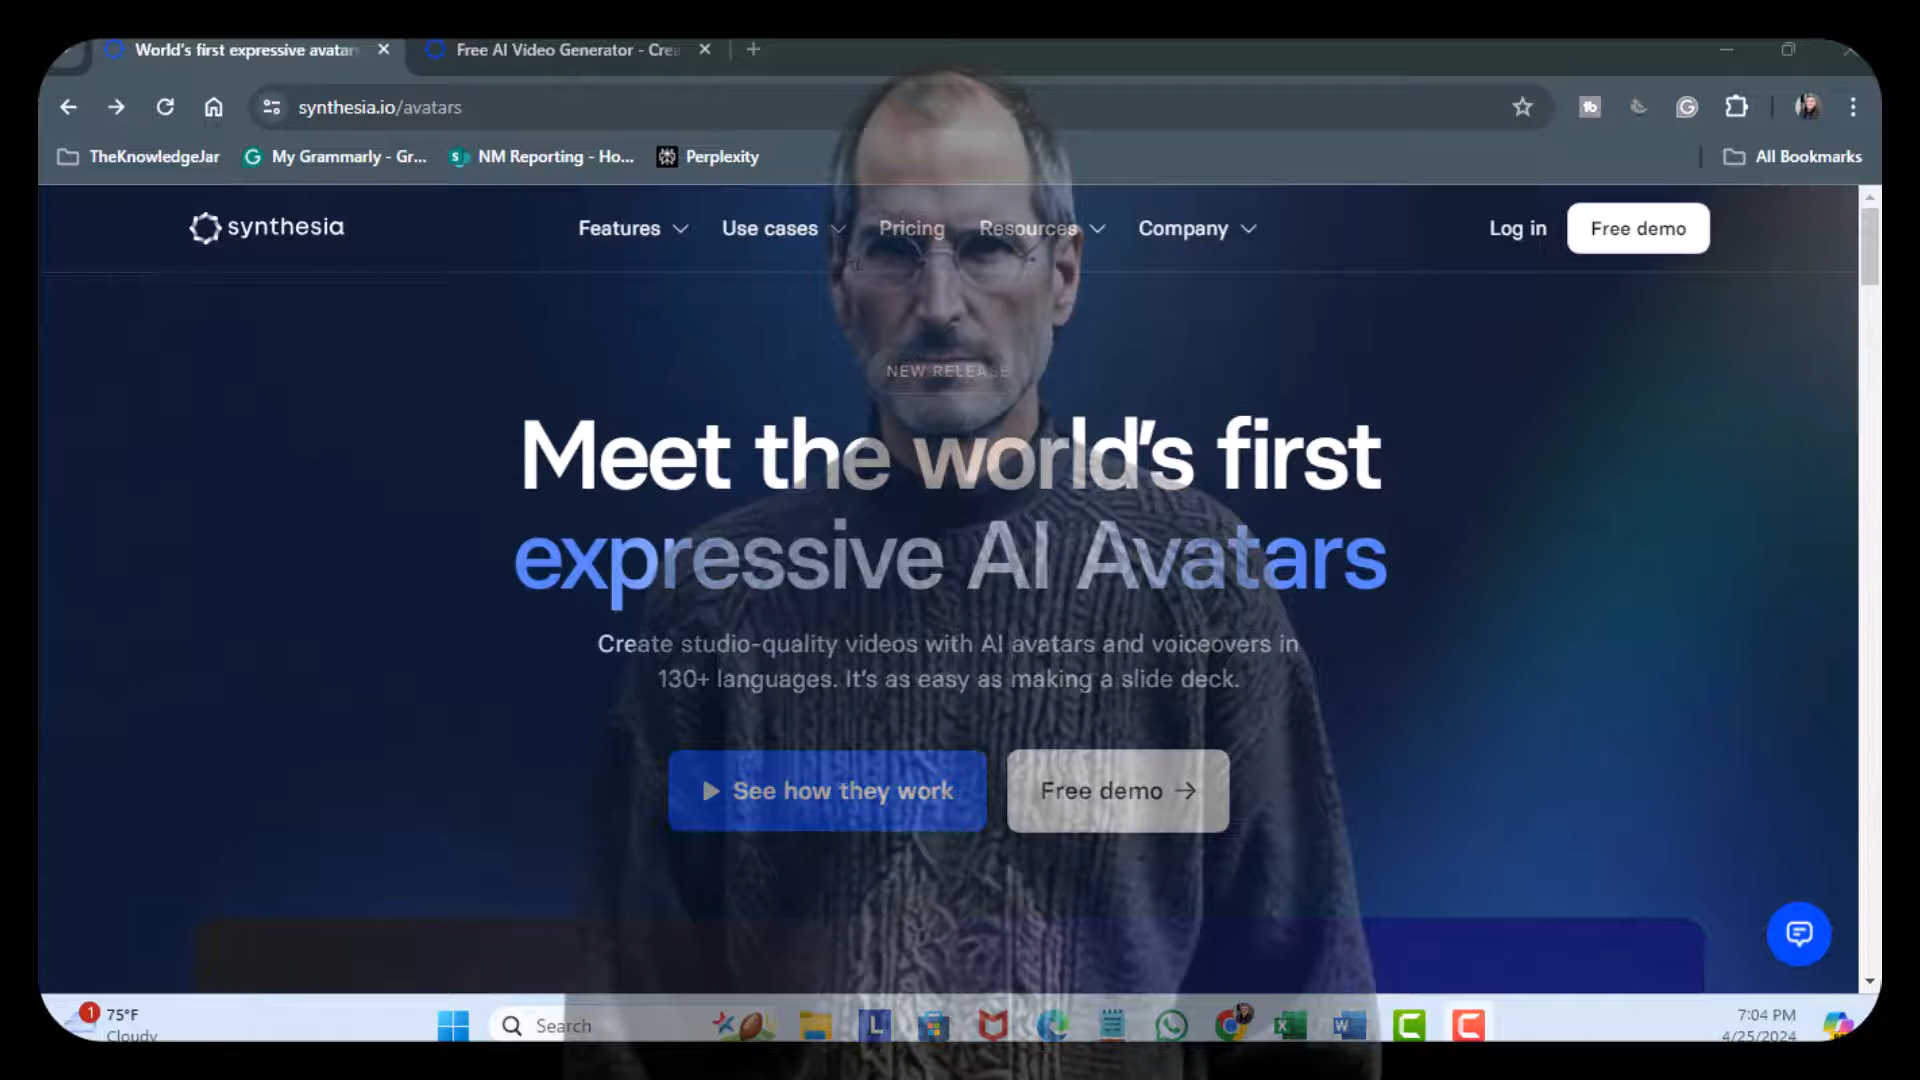 World's first expressive avatar
Free AI Video Generator - Crea
synthesia.io/avatars
TheKnowledgeJar
My Grammarly - Gr...
NM Reporting - Ho...
Perplexity
All Bookmarks
synthesia
Features
Use cases
Pricing
Resources
Company
Log in
Free demo
NEW RELEASE
Meet the world's first
expressive AI Avatars
Create studio-quality videos with AI avatars and voiceovers in
130+ languages. It's as easy as making a slide deck.
See how they work
Free demo
1
75°F
Cloudy
Search
7:04 PM
4/25/2024